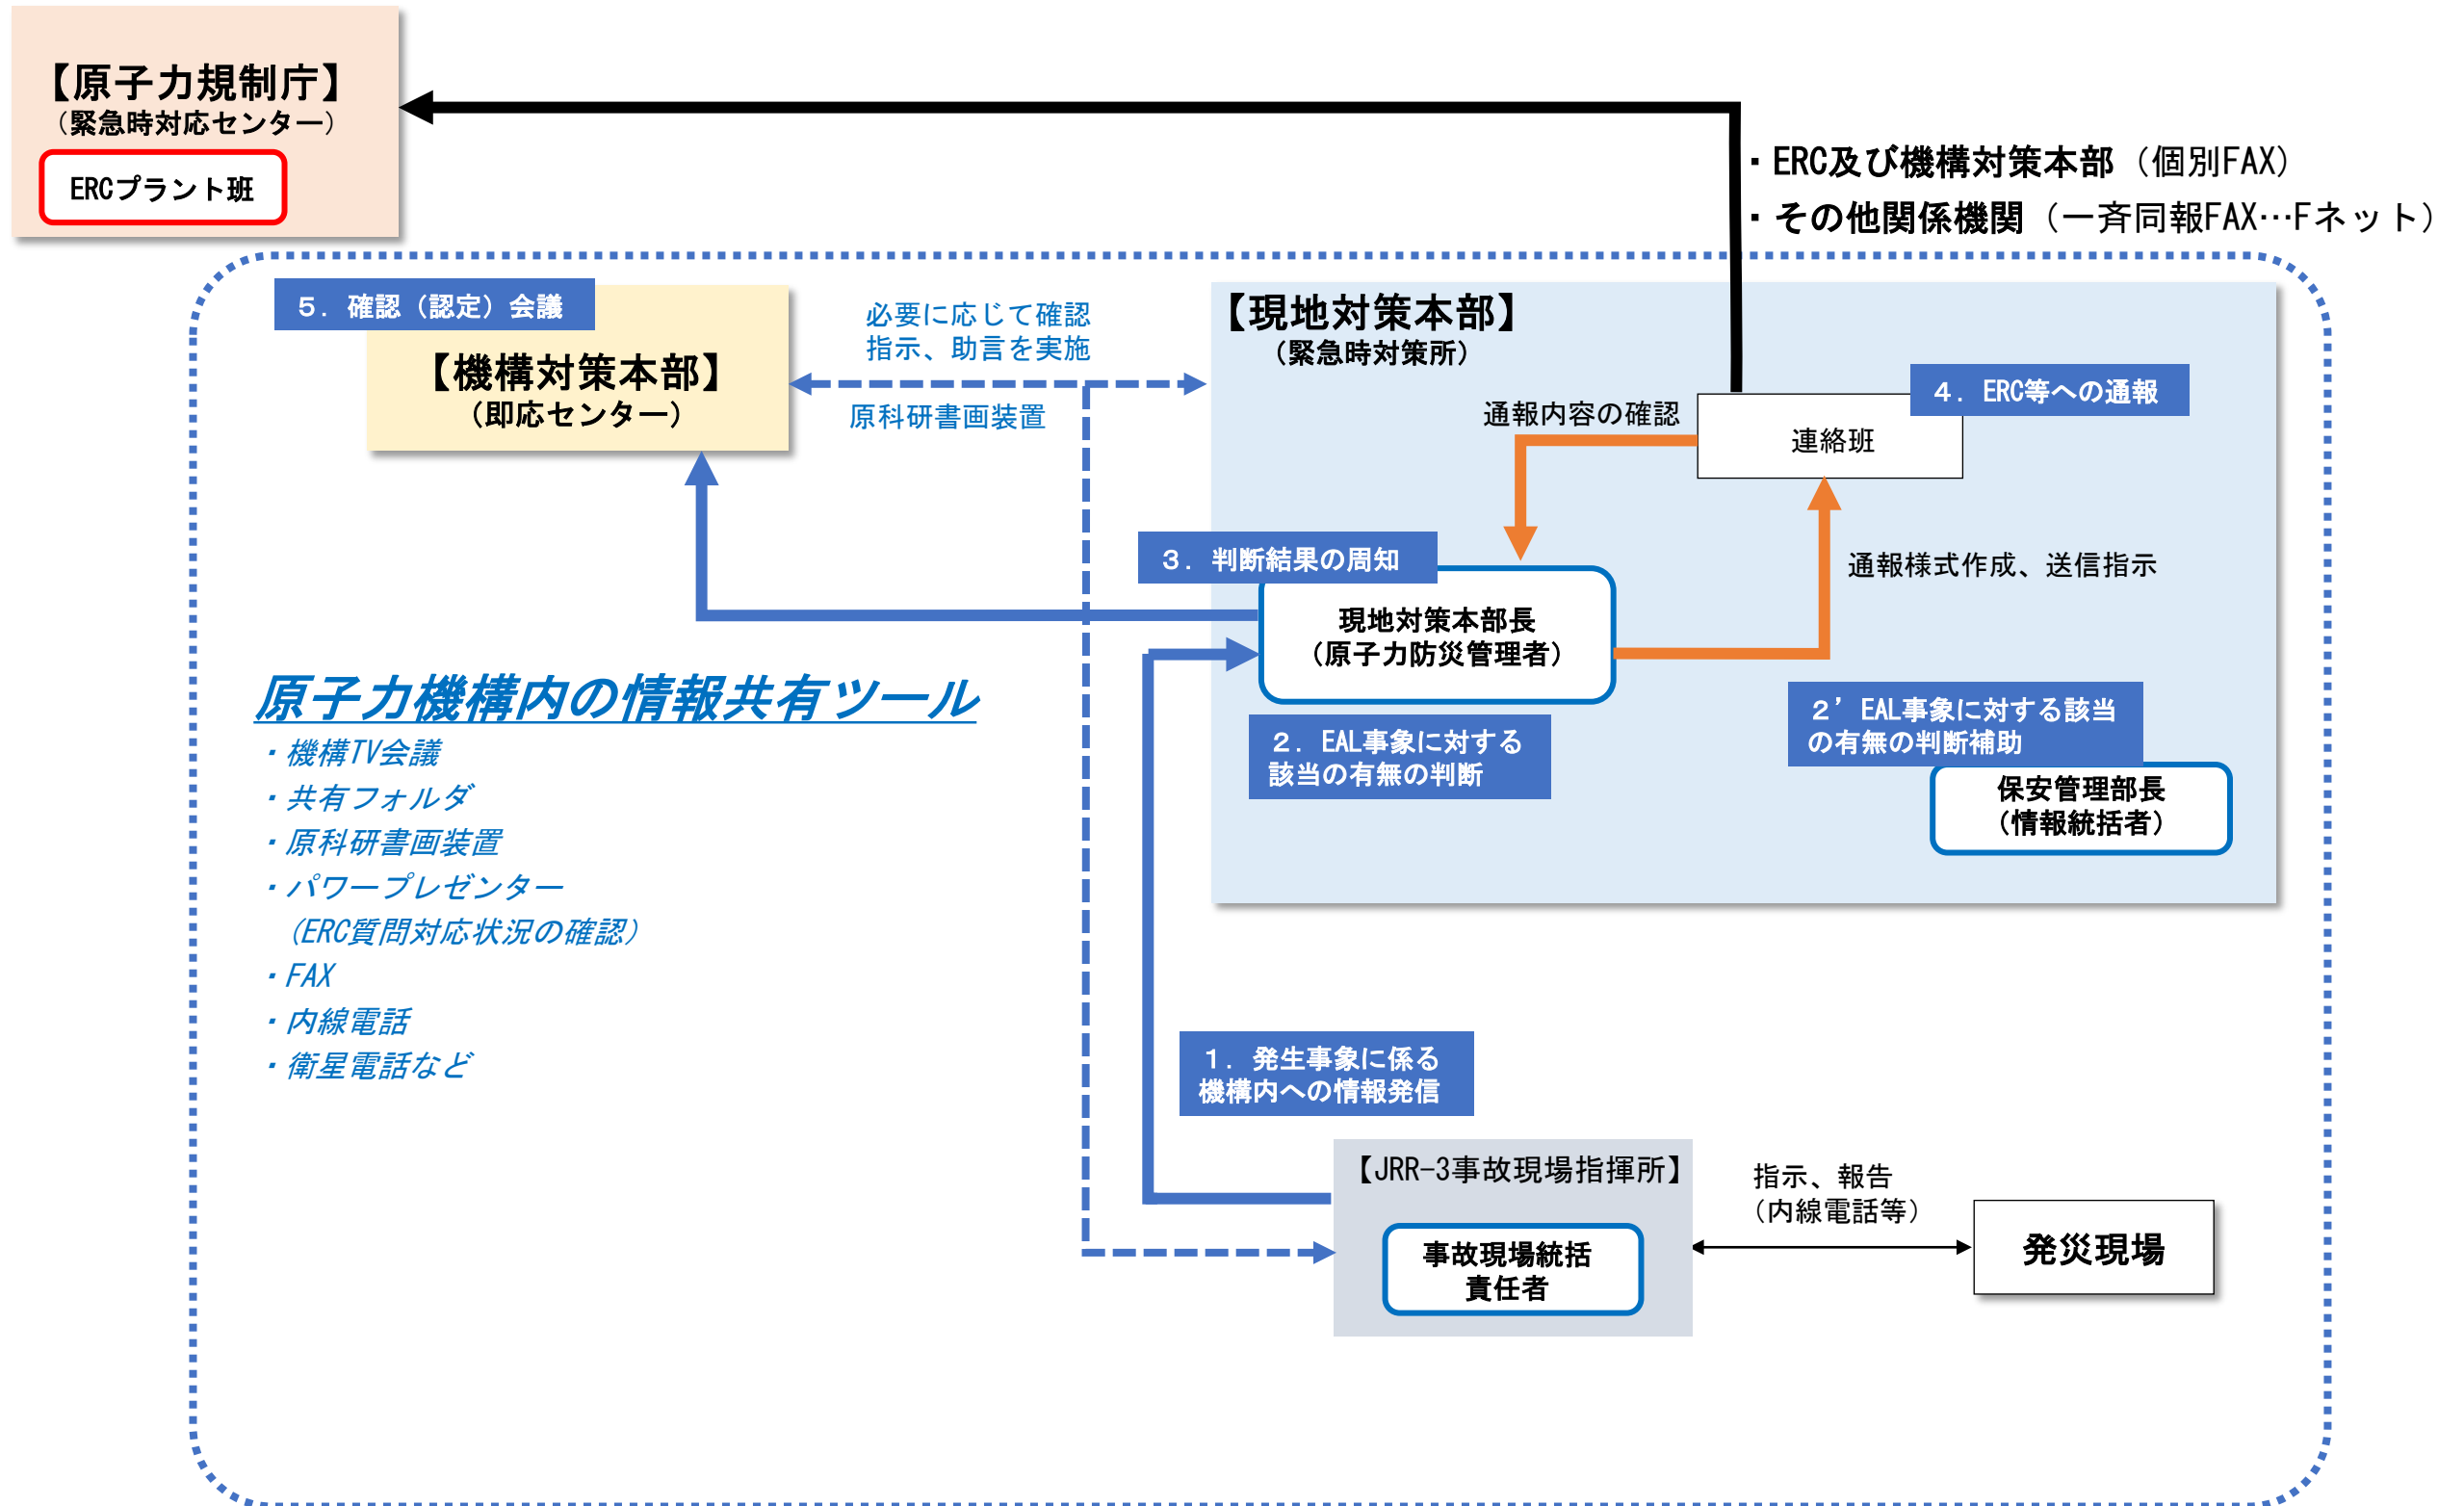 【原子力規制庁】
（緊急時対応センター）
ERCプラント班
・ERC及び機構対策本部（個別FAX）
・その他関係機関（一斉同報FAX…Fネット）
５．確認（認定）会議
【機構対策本部】
（即応センター）
必要に応じて確認
指示、助言を実施
原科研書画装置
【現地対策本部】
（緊急時対策所）
４．ERC等への通報
連絡班
通報内容の確認
通報様式作成、送信指示
３．判断結果の周知
現地対策本部長
（原子力防災管理者）
２．EAL事象に対する
該当の有無の判断
２’EAL事象に対する該当
の有無の判断補助
保安管理部長
（情報統括者）
原子力機構内の情報共有ツール
・機構TV会議
・共有フォルダ
・原科研書画装置
・パワープレゼンター
（ERC質問対応状況の確認）
・FAX
・内線電話
・衛星電話など
１．発生事象に係る
機構内への情報発信
【JRR-3事故現場指揮所】
事故現場統括
責任者
指示、報告
（内線電話等）
発災現場